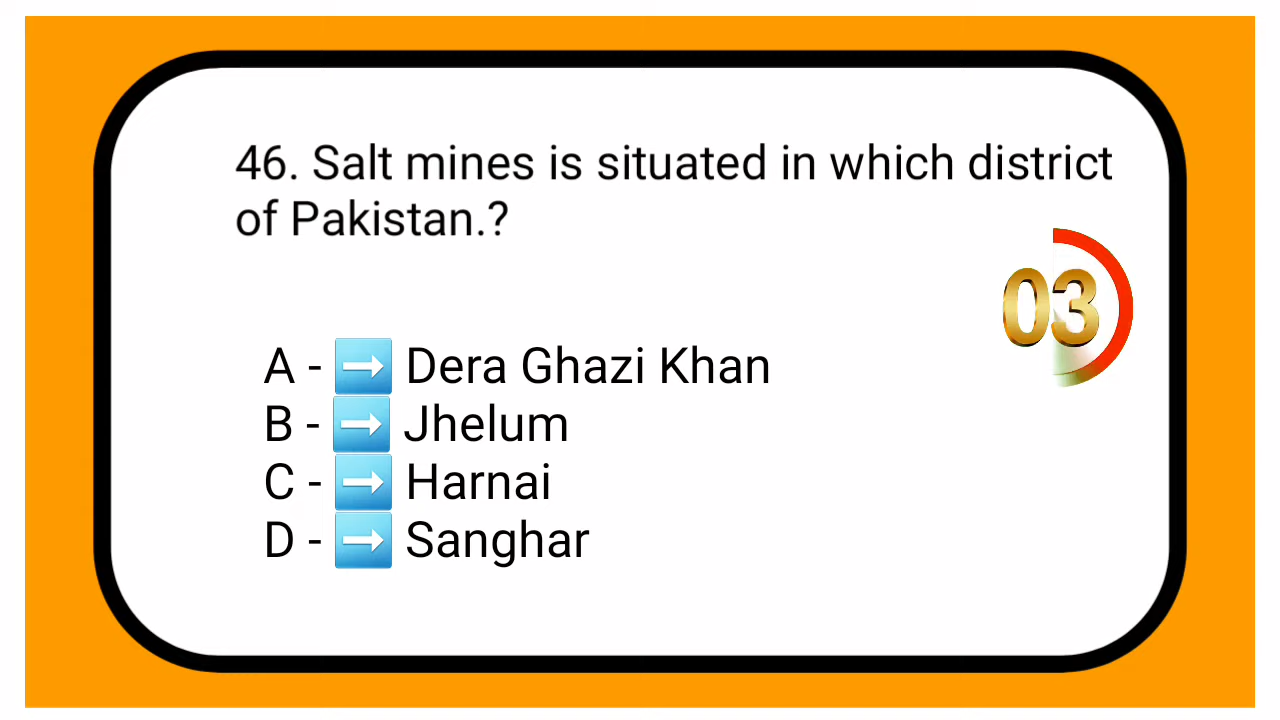 46. Salt mines is situated in which district
of Pakistan.?
03
A - ➡️ Dera Ghazi Khan
B - ➡️ Jhelum
C - ➡️ Harnai
D - ➡️ Sanghar